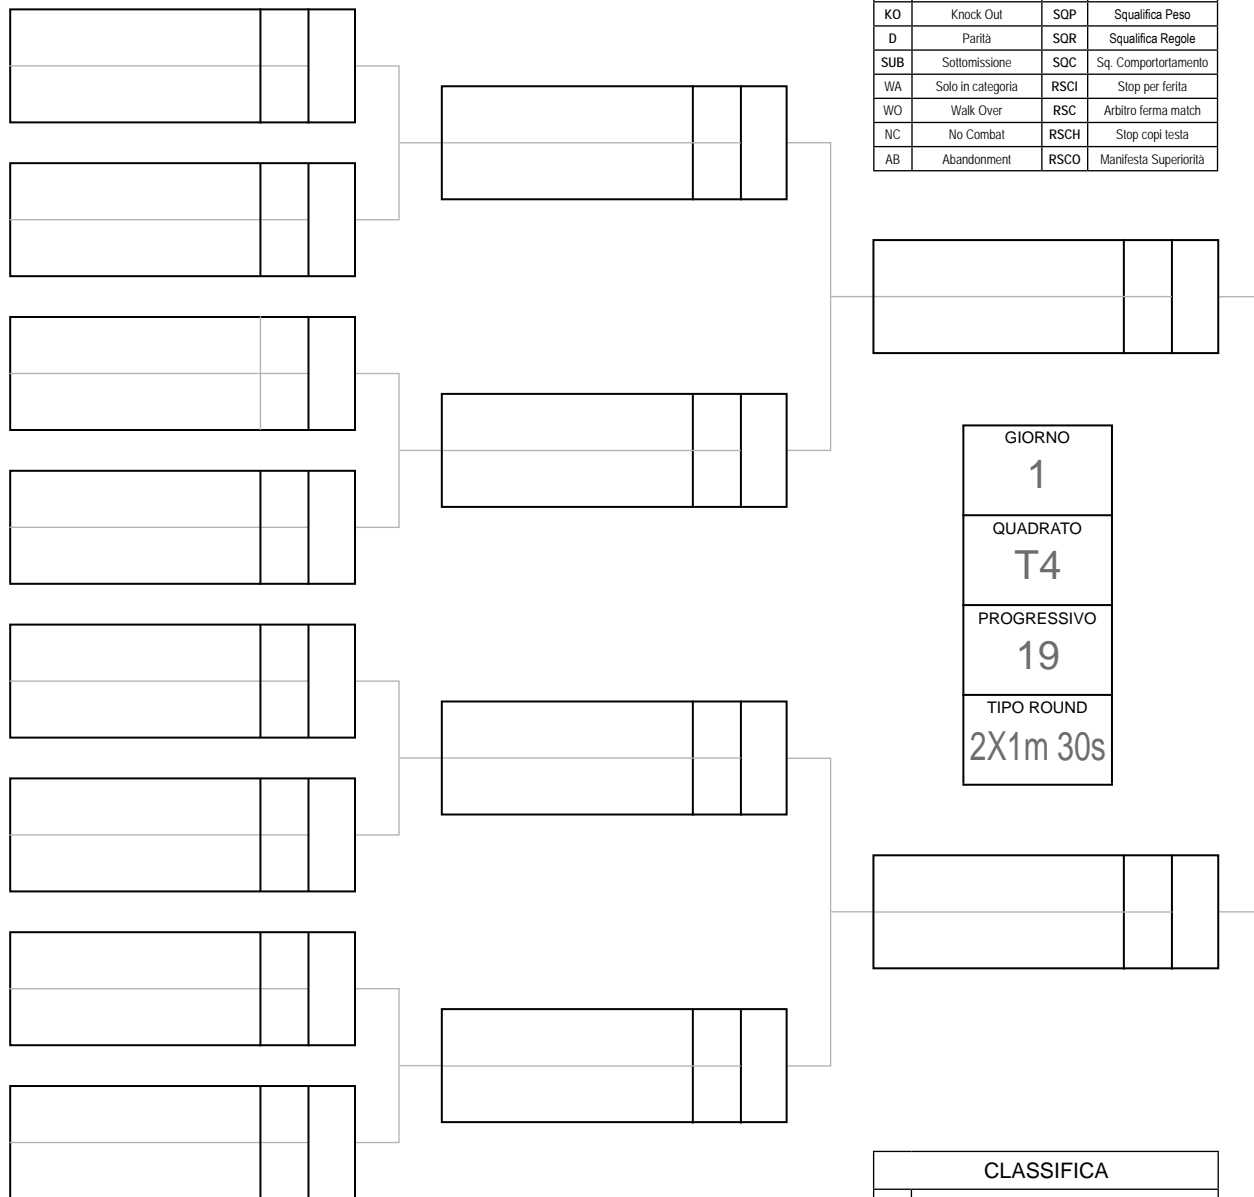 KO Knock Out SQP Squalifica Peso
D Parità SQR Squalifica Regole
SUB Sottomissione SQC Sq. Comportortamento
WA Solo in categoria RSCI Stop per ferita
WO Walk Over RSC Arbitro ferma match
NC No Combat RSCH Stop copi testa
AB Abandonment RSCO Manifesta Superiorità
GIORNO
1
QUADRATO
T4
PROGRESSIVO
19
TIPO ROUND
2X1m 30s
CLASSIFICA